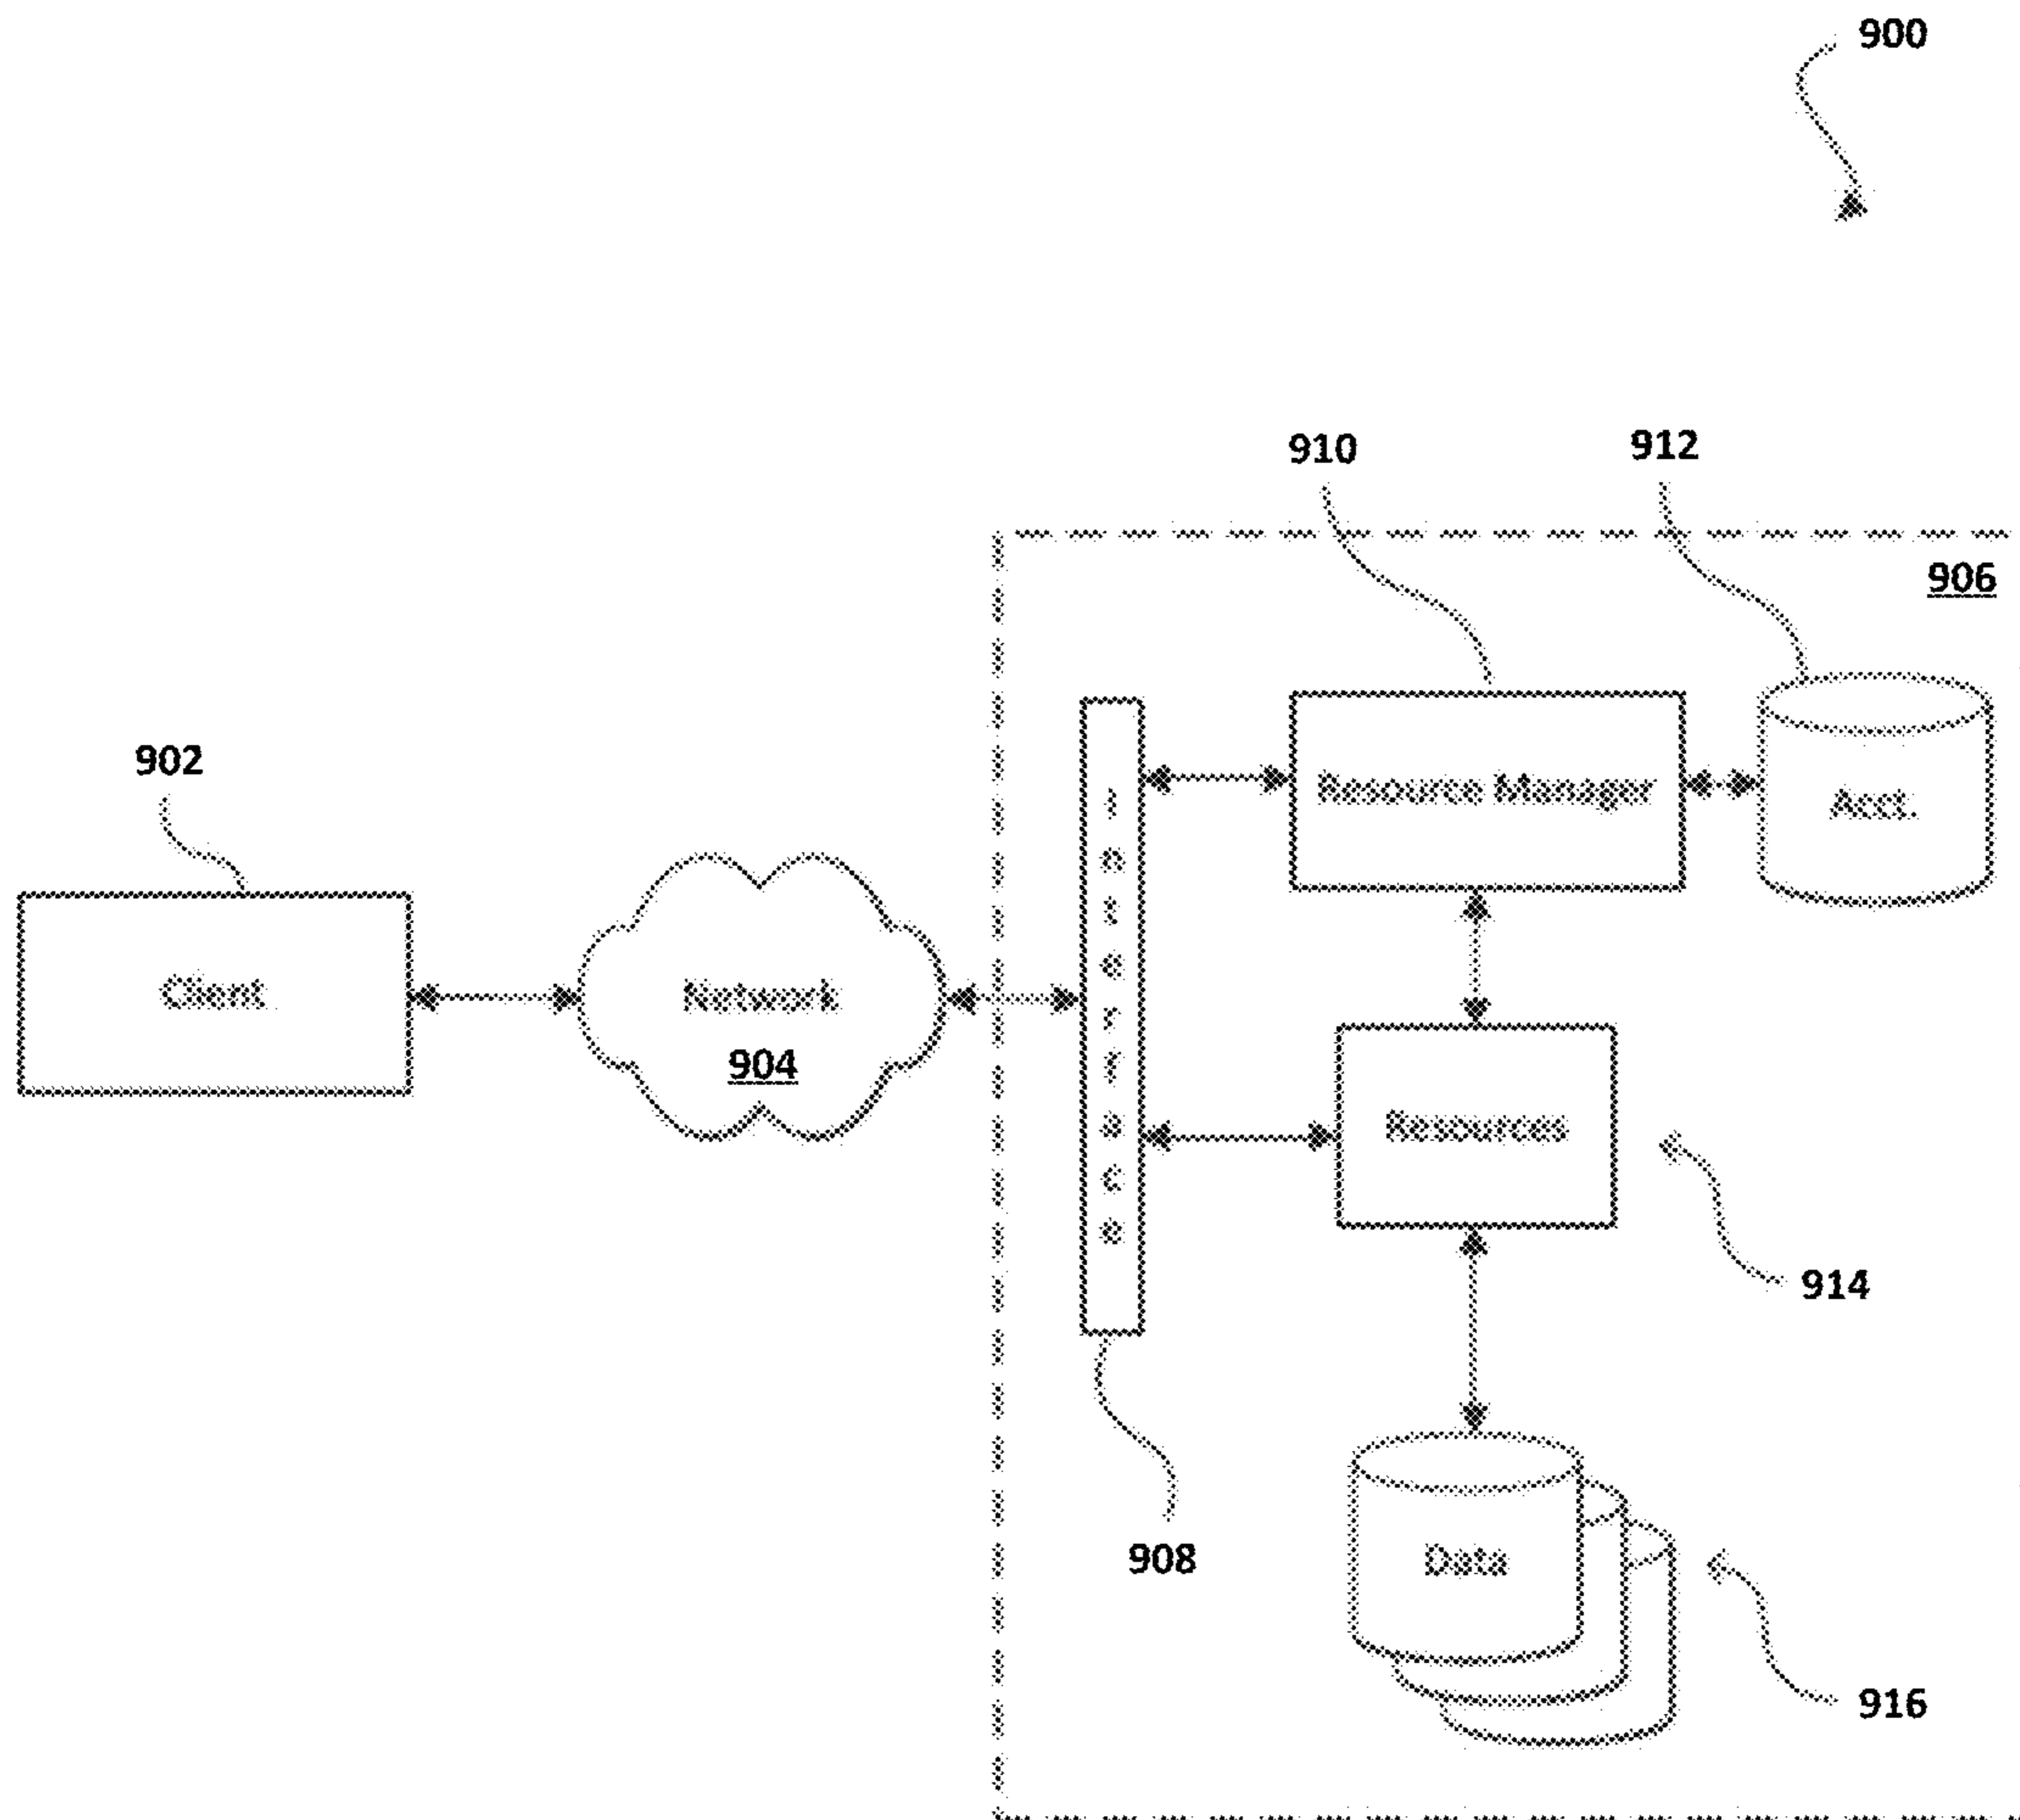 900
910
912
906
902
Resource Manager
Acct.
Interface
Client
Network
904
Resources
914
908
Data
916